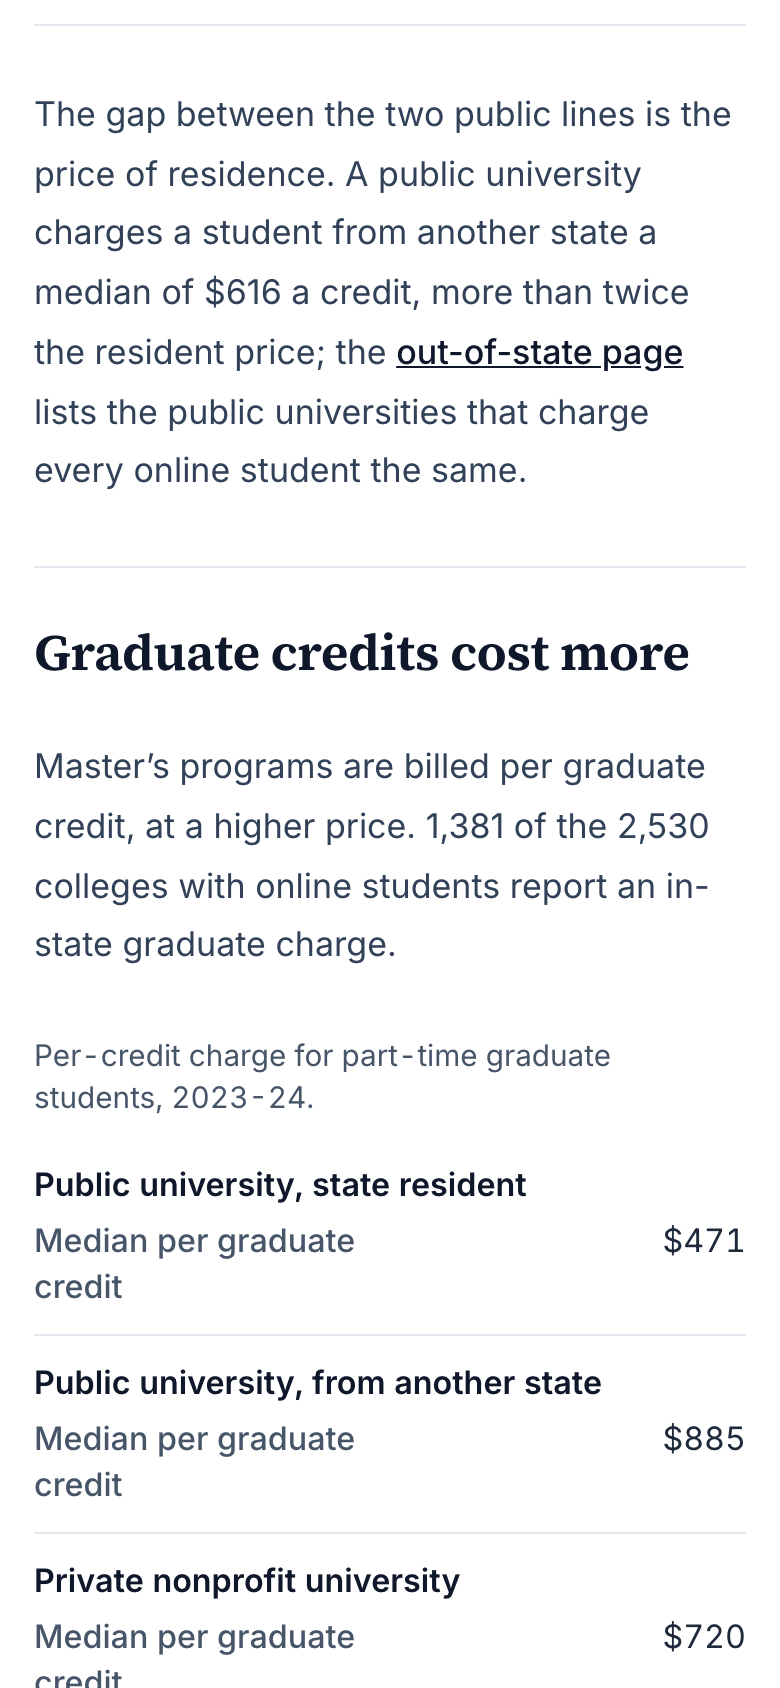 The gap between the two public lines is the
price of residence. A public university
charges a student from another state a
median of $616 a credit, more than twice
the resident price; the out-of-state page
lists the public universities that charge
every online student the same.
Graduate credits cost more
Master’s programs are billed per graduate
credit, at a higher price. 1,381 of the 2,530
colleges with online students report an in-
state graduate charge.
Per-credit charge for part-time graduate
students, 2023-24.
Public university, state resident
Median per graduate $471
credit
Public university, from another state
Median per graduate $885
credit
Private nonprofit university
Median per graduate $720
credit